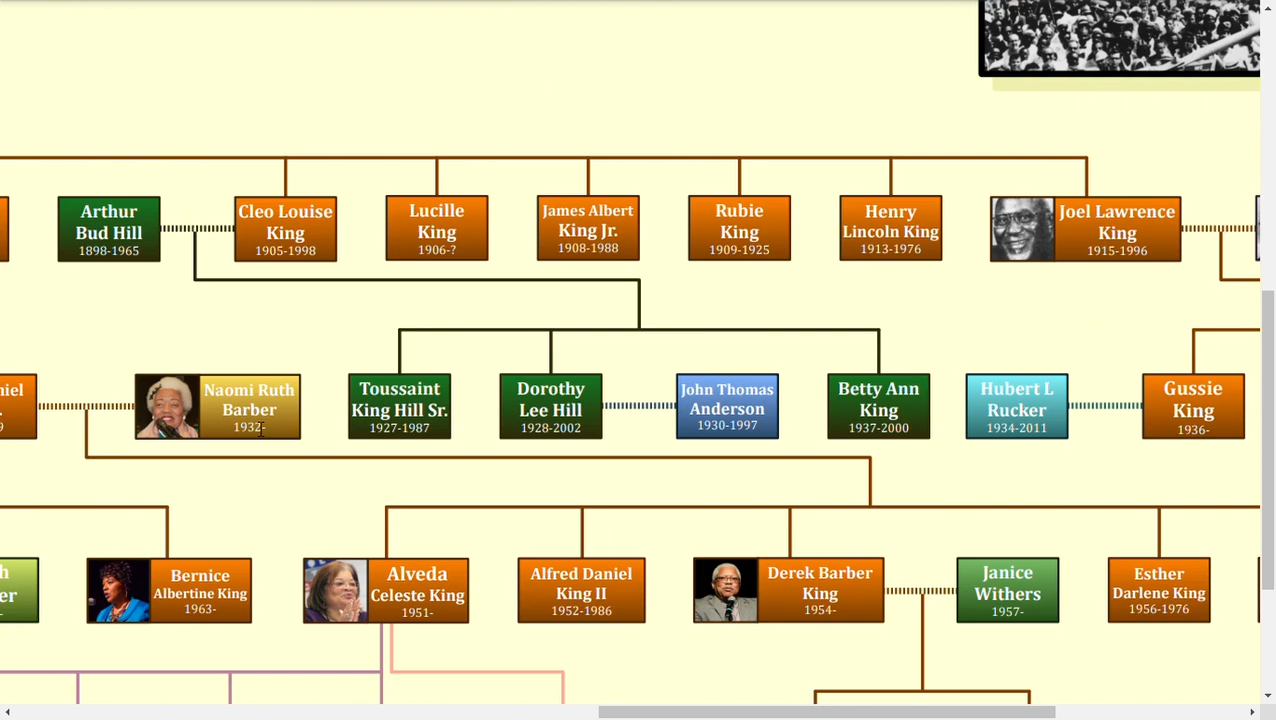 Arthur
Bud Hill
1898-1965
Cleo Louise
King
1905-1998
Lucille
King
1906-?
James Albert
King Jr.
1908-1988
Rubie
King
1909-1925
Henry
Lincoln King
1913-1976
Joel Lawrence
King
1915-1996
niel
.
9
Naomi Ruth
Barber
1932-
Toussaint
King Hill Sr.
1927-1987
Dorothy
Lee Hill
1928-2002
John Thomas
Anderson
1930-1997
Betty Ann
King
1937-2000
Hubert L
Rucker
1934-2011
Gussie
King
1936-
h
er
-
Bernice
Albertine King
1963-
Alveda
Celeste King
1951-
Alfred Daniel
King II
1952-1986
Derek Barber
King
1954-
Janice
Withers
1957-
Esther
Darlene King
1956-1976